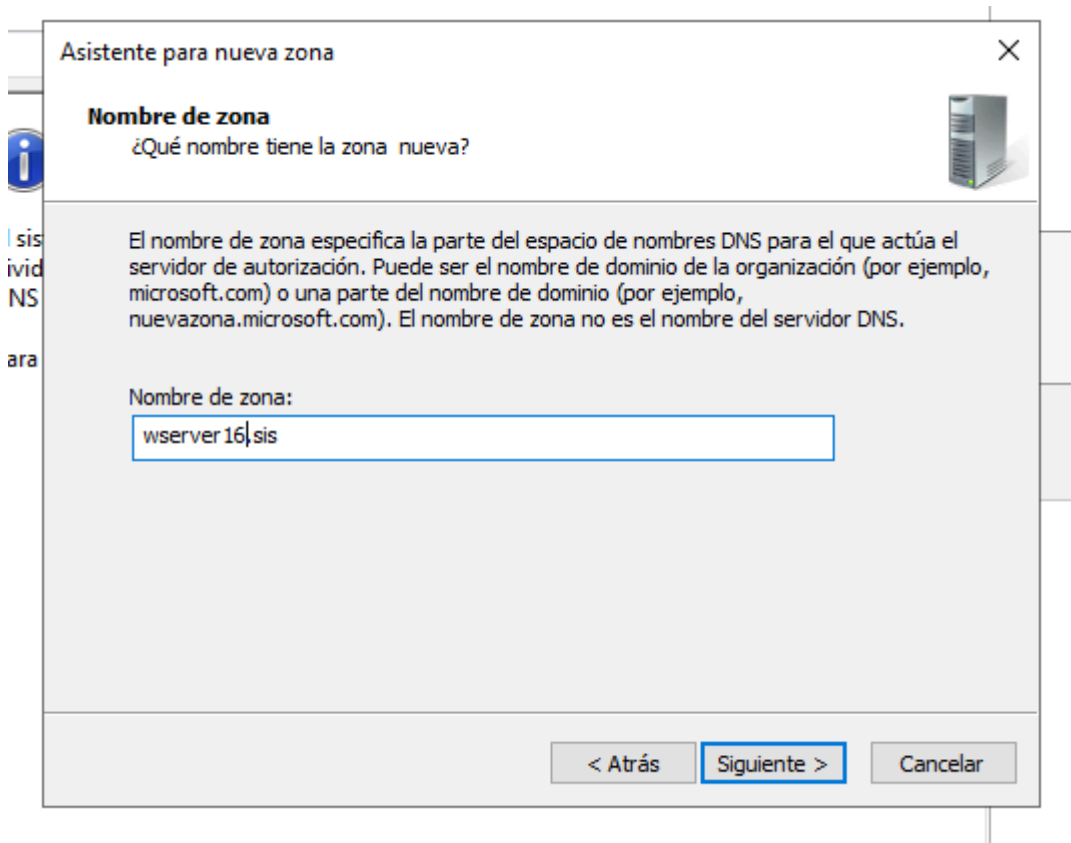 Asistente para nueva zona
Nombre de zona
¿Qué nombre tiene la zona nueva?
sis
ivid
NS
ara
El nombre de zona especifica la parte del espacio de nombres DNS para el que actúa el
servidor de autorización. Puede ser el nombre de dominio de la organización (por ejemplo,
microsoft.com) o una parte del nombre de dominio (por ejemplo,
nuevazona.microsoft.com). El nombre de zona no es el nombre del servidor DNS.
Nombre de zona:
wserver16.sis
< Atrás
Siguiente >
Cancelar